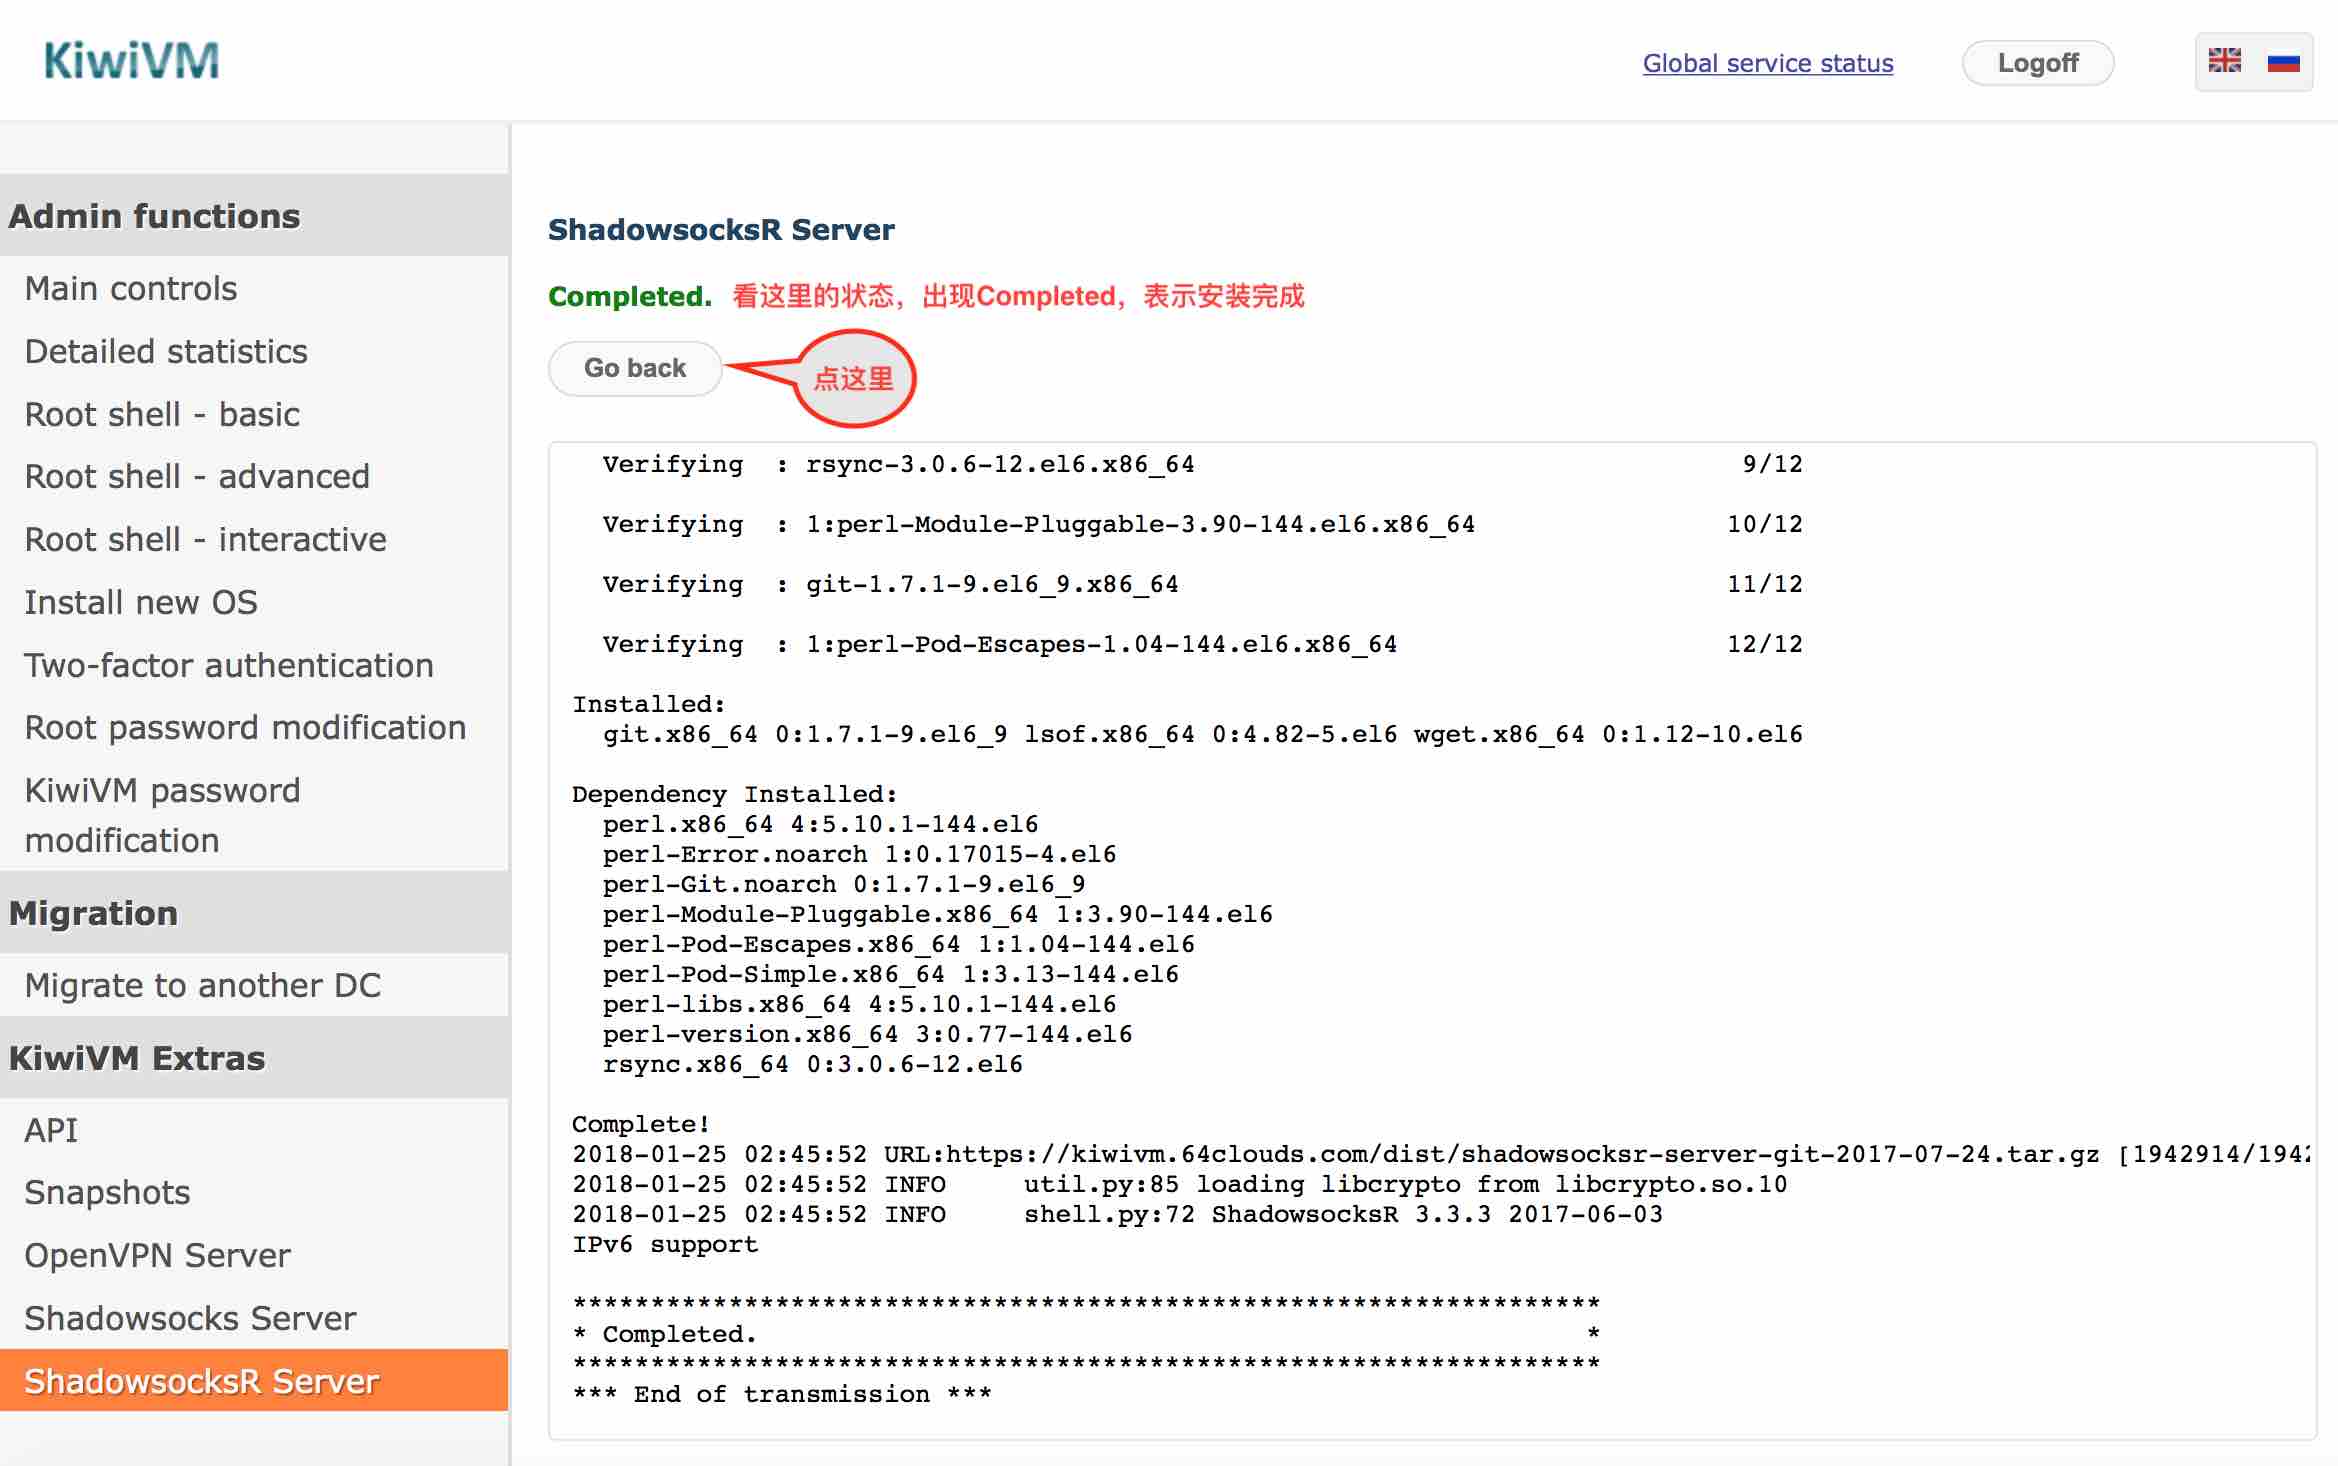 KiwiVM
Global service status
Logoff
Admin functions
Main controls
Detailed statistics
Root shell - basic
Root shell - advanced
Root shell - interactive
Install new OS
Two-factor authentication
Root password modification
KiwiVM password
modification
Migration
Migrate to another DC
KiwiVM Extras
API
Snapshots
OpenVPN Server
Shadowsocks Server
ShadowsocksR Server
ShadowsocksR Server
Completed. 看这里的状态，出现Completed，表示安装完成
Go back
点这里
Verifying  : rsync-3.0.6-12.el6.x86_64 9/12
Verifying  : 1:perl-Module-Pluggable-3.90-144.el6.x86_64 10/12
Verifying  : git-1.7.1-9.el6_9.x86_64 11/12
Verifying  : 1:perl-Pod-Escapes-1.04-144.el6.x86_64 12/12
Installed:
git.x86_64 0:1.7.1-9.el6_9 lsof.x86_64 0:4.82-5.el6 wget.x86_64 0:1.12-10.el6
Dependency Installed:
perl.x86_64 4:5.10.1-144.el6
perl-Error.noarch 1:0.17015-4.el6
perl-Git.noarch 0:1.7.1-9.el6_9
perl-Module-Pluggable.x86_64 1:3.90-144.el6
perl-Pod-Escapes.x86_64 1:1.04-144.el6
perl-Pod-Simple.x86_64 1:3.13-144.el6
perl-libs.x86_64 4:5.10.1-144.el6
perl-version.x86_64 3:0.77-144.el6
rsync.x86_64 0:3.0.6-12.el6
Complete!
2018-01-25 02:45:52 URL:https://kiwivm.64clouds.com/dist/shadowsocksr-server-git-2017-07-24.tar.gz [1942914/1942
2018-01-25 02:45:52 INFO     util.py:85 loading libcrypto from libcrypto.so.10
2018-01-25 02:45:52 INFO     shell.py:72 ShadowsocksR 3.3.3 2017-06-03
IPv6 support
******************************************************************
* Completed.                                                     *
******************************************************************
*** End of transmission ***